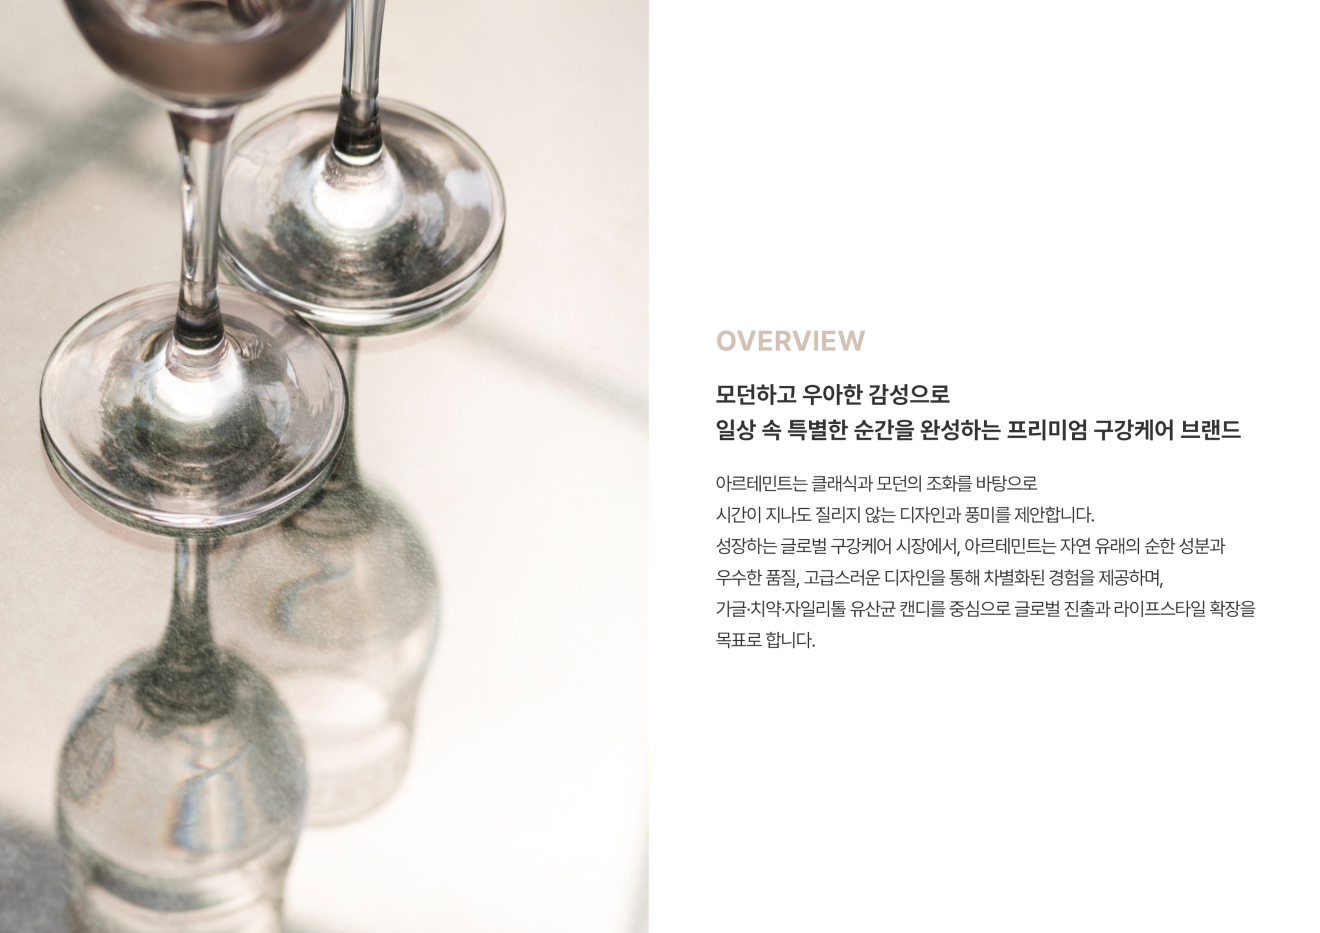 OVERVIEW
모던하고 우아한 감성으로
일상 속 특별한 순간을 완성하는 프리미엄 구강케어 브랜드
아르테민트는 클래식과 모던의 조화를 바탕으로
시간이 지나도 질리지 않는 디자인과 풍미를 제안합니다.
성장하는 글로벌 구강케어 시장에서, 아르테민트는 자연 유래의 순한 성분과
우수한 품질, 고급스러운 디자인을 통해 차별화된 경험을 제공하며,
가글·치약·자일리톨 유산균 캔디를 중심으로 글로벌 진출과 라이프스타일 확장을
목표로 합니다.